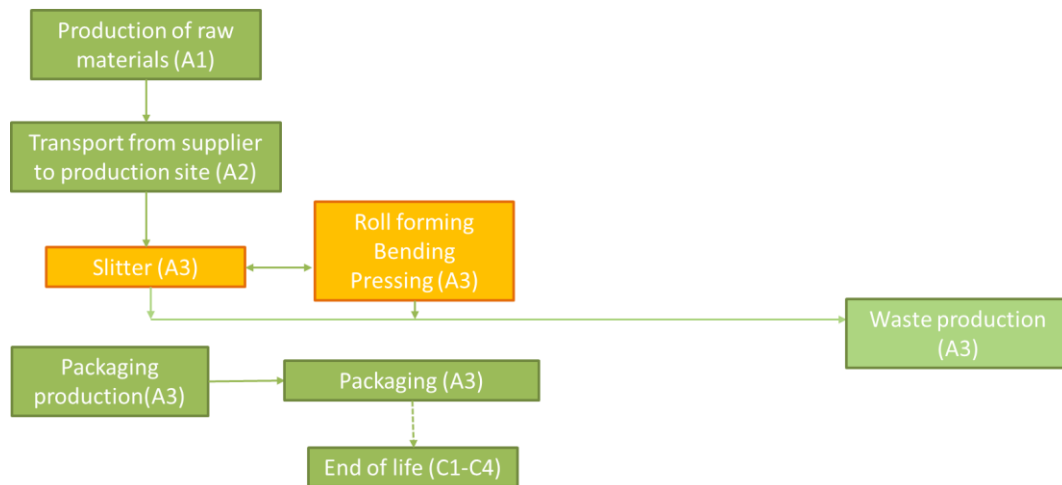 Production of raw
materials (A1)
Transport from supplier
to production site (A2)
Slitter (A3)
Roll forming
Bending
Pressing (A3)
Waste production
(A3)
Packaging
production(A3)
Packaging (A3)
End of life (C1-C4)